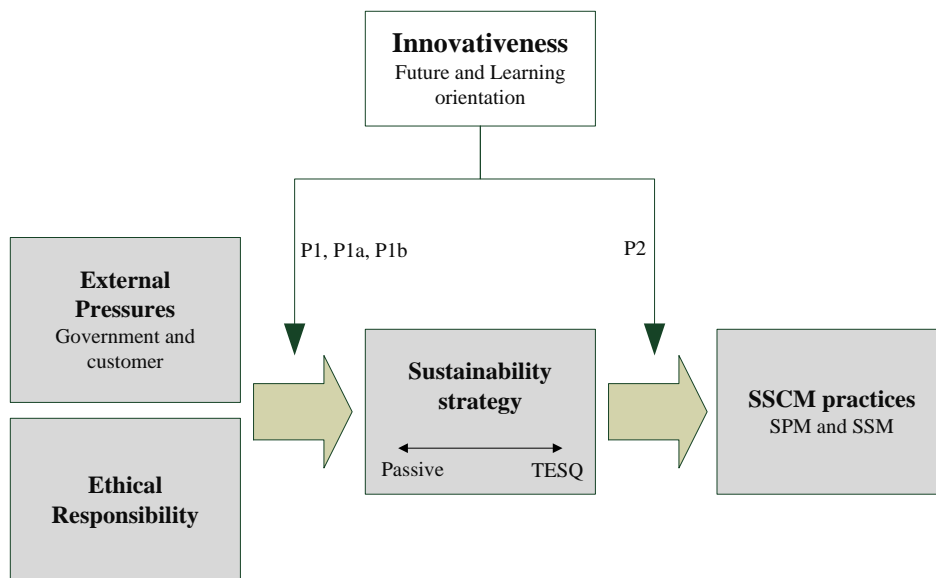 Innovativeness
Future and Learning
orientation
P1, P1a, P1b
P2
External
Pressures
Government and
customer
Ethical
Responsibility
Sustainability
strategy
Passive
TESQ
SSCM practices
SPM and SSM